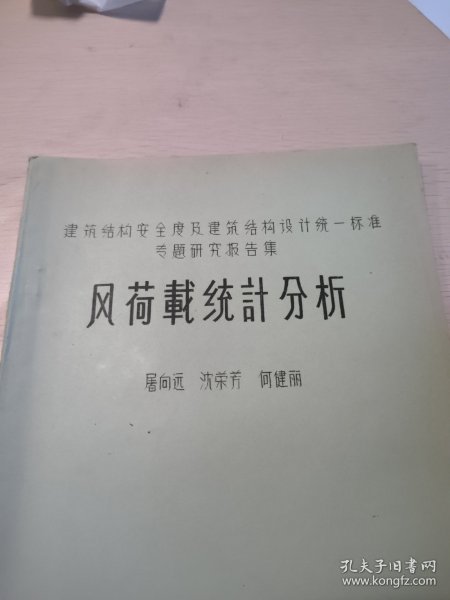 建筑结构安全度及建筑结构设计统一标准
专题研究报告集
风荷載统計分析
屠向远 沈荣芳 何健丽
孔夫子旧书网
www.kongfz.com